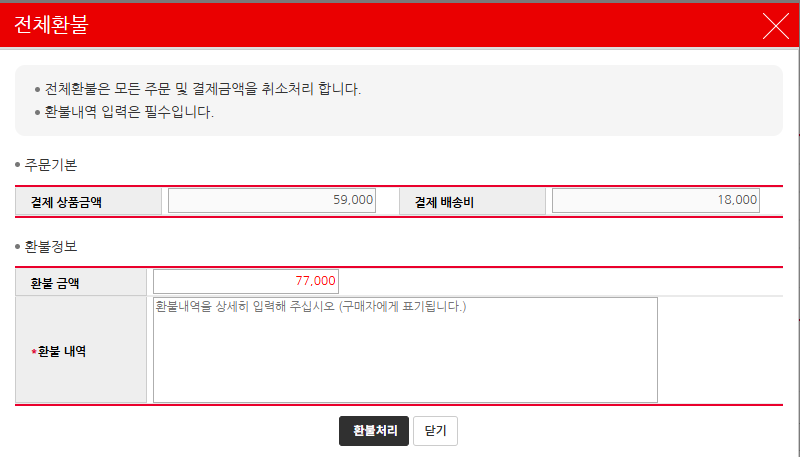 전체환불
전체환불은 모든 주문 및 결제금액을 취소처리 합니다.
환불내역 입력은 필수입니다.
주문기본
결제 상품금액 59,000 결제 배송비 18,000
환불정보
환불 금액 77,000
*환불 내역
환불내역을 상세히 입력해 주십시오 (구매자에게 표기됩니다.)
환불처리 닫기